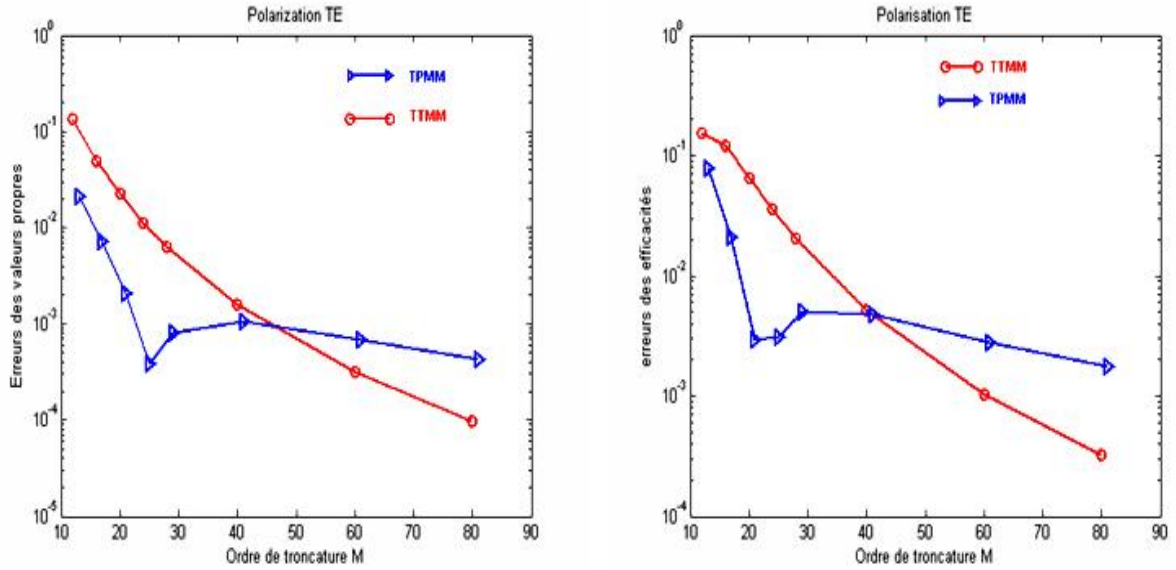 Polarization TE
Erreurs des valeurs propres
10^0
10^-1
10^-2
10^-3
10^-4
10^-5
TPMM
TTMM
10 20 30 40 50 60 70 80 90
Ordre de troncature M
Polarisation TE
erreurs des efficacités
10^0
10^-1
10^-2
10^-3
10^-4
TTMM
TPMM
10 20 30 40 50 60 70 80 90
Ordre de troncature M